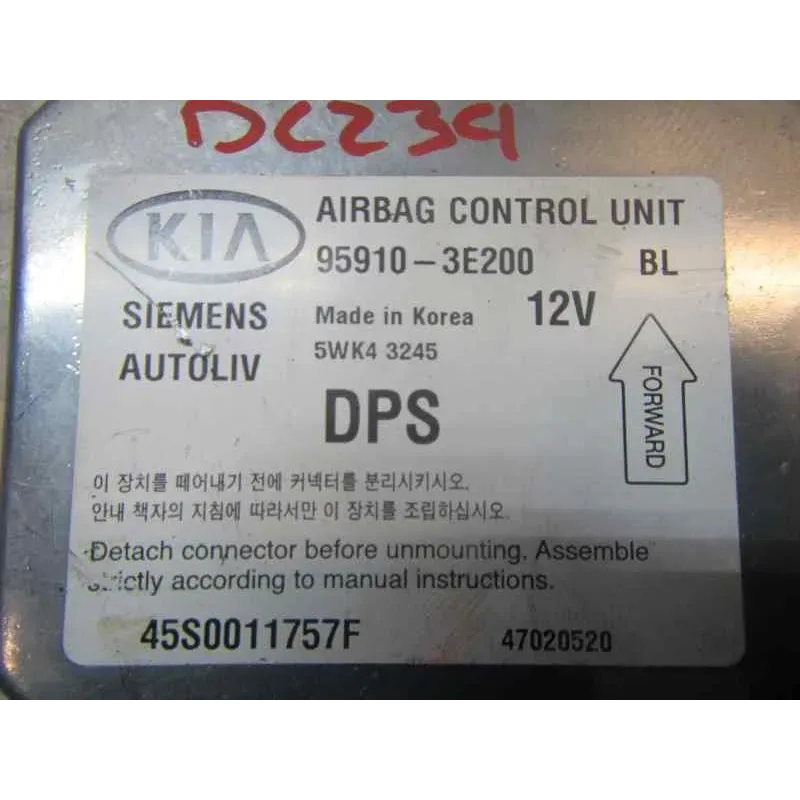 DC239
KIA
AIRBAG CONTROL UNIT
95910-3E200 BL
SIEMENS
AUTOLIV
Made in Korea 12V
5WK4 3245
DPS
FORWARD
이 장치를 떼어내기 전에 커넥터를 분리시키시오.
안내 책자의 지침에 따라서만 이 장치를 조립하십시오.
Detach connector before unmounting. Assemble
strictly according to manual instructions.
45S0011757F 47020520